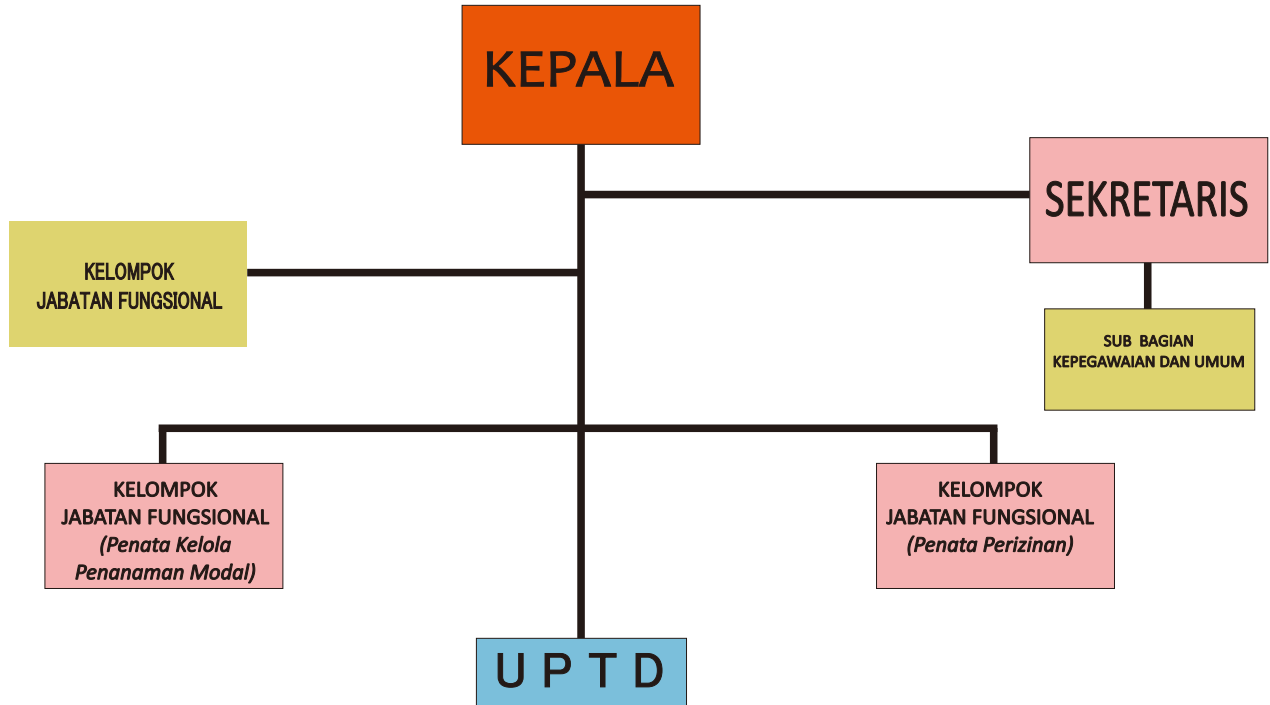 KEPALA
SEKRETARIS
KELOMPOK
JABATAN FUNGSIONAL
SUB BAGIAN
KEPEGAWAIAN DAN UMUM
KELOMPOK
JABATAN FUNGSIONAL
(Penata Kelola
Penanaman Modal)
KELOMPOK
JABATAN FUNGSIONAL
(Penata Perizinan)
U P T D